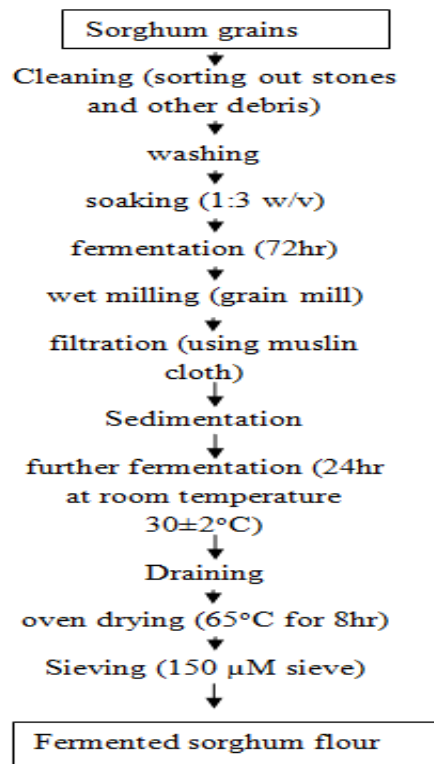 Sorghum grains
Cleaning (sorting out stones
and other debris)
washing
soaking (1:3 w/v)
fermentation (72hr)
wet milling (grain mill)
filtration (using muslin
cloth)
Sedimentation
further fermentation (24hr
at room temperature
30±2°C)
Draining
oven drying (65°C for 8hr)
Sieving (150 µM sieve)
Fermented sorghum flour